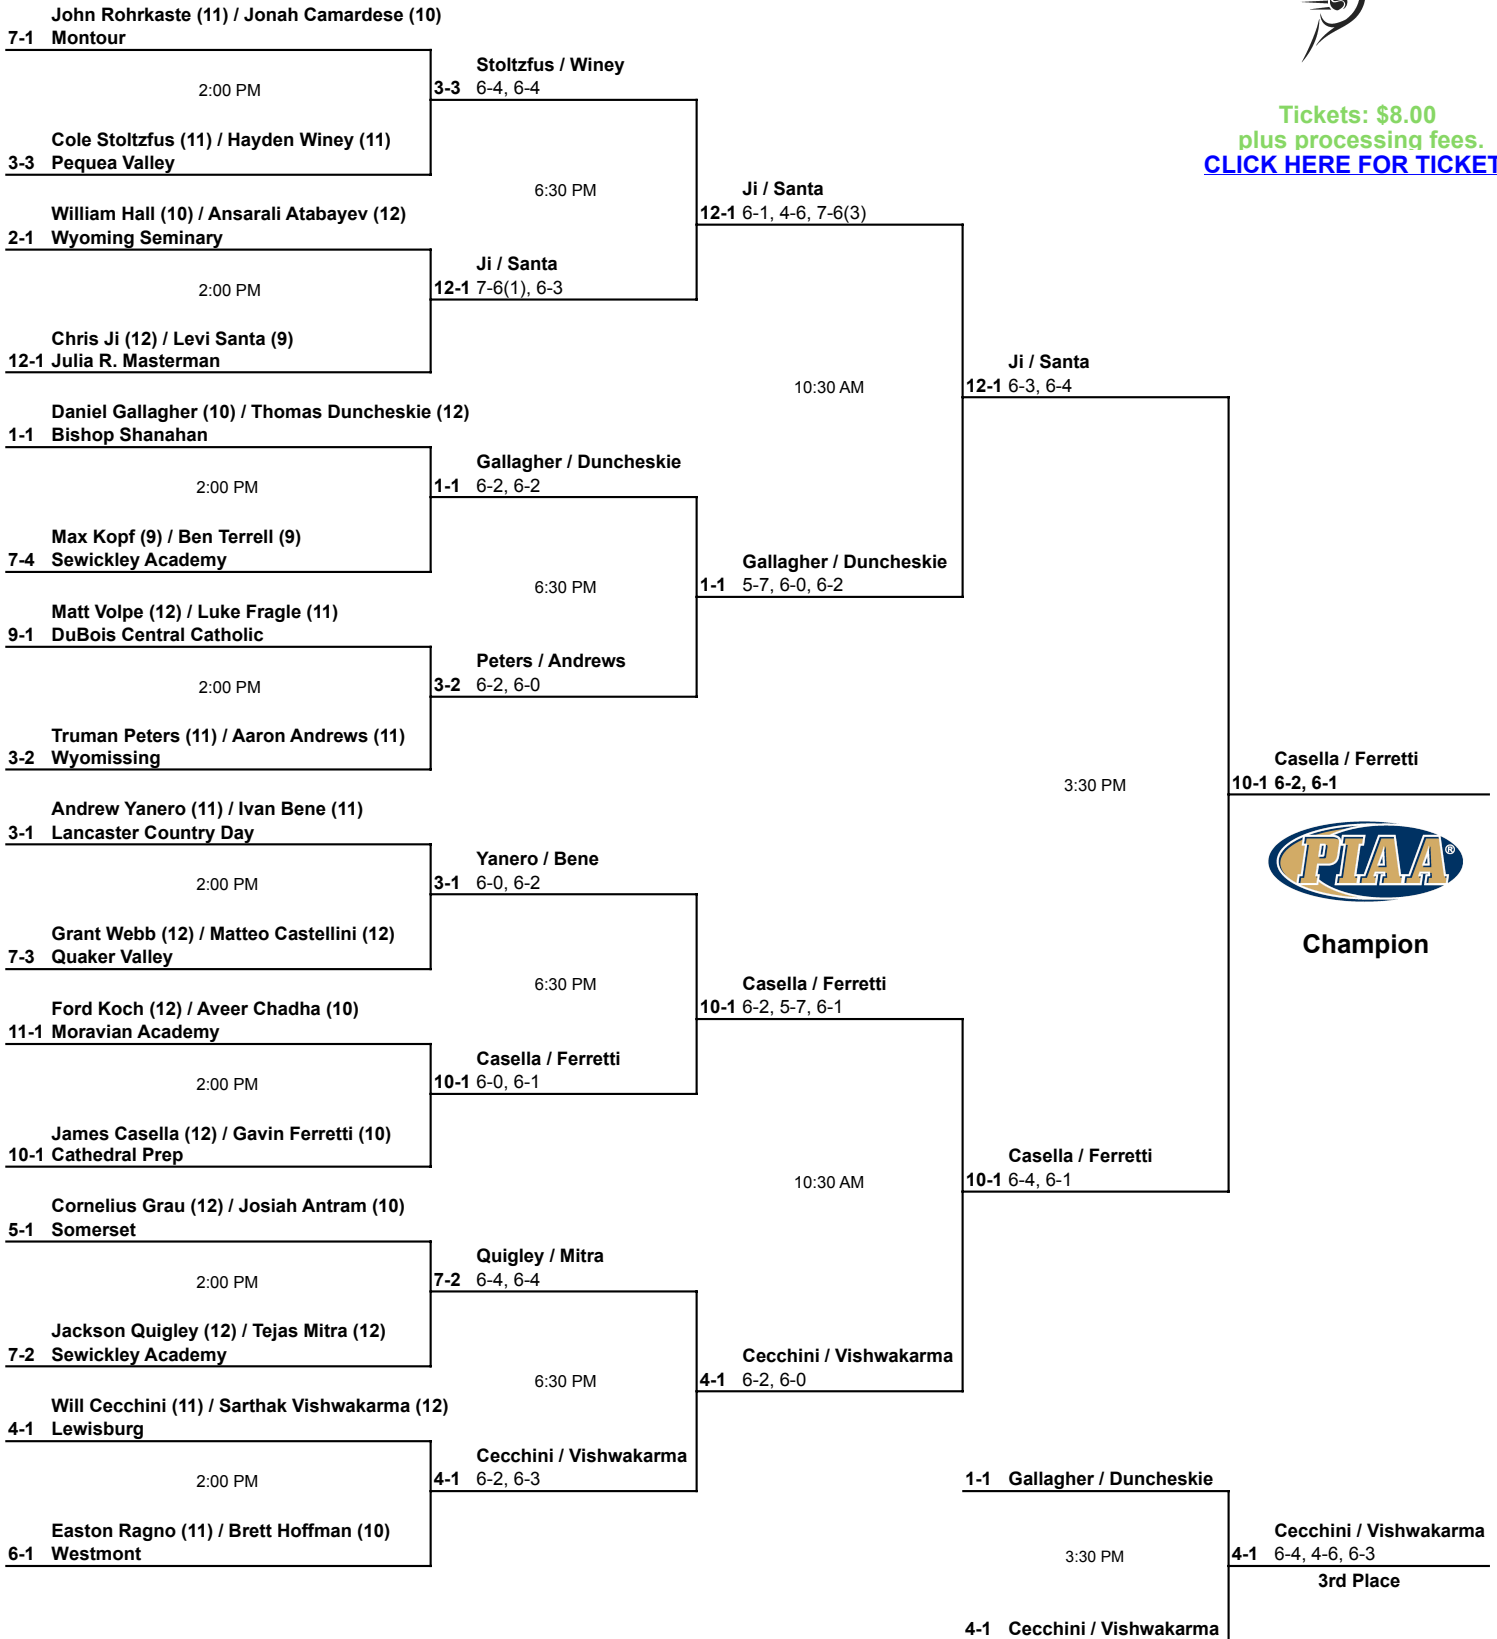 John Rohrkaste (11) / Jonah Camardese (10)
7-1 Montour
2:00 PM
Cole Stoltzfus (11) / Hayden Winey (11)
3-3 Pequea Valley
Stoltzfus / Winey
3-3 6-4, 6-4
William Hall (10) / Ansarali Atabayev (12)
2-1 Wyoming Seminary
2:00 PM
Chris Ji (12) / Levi Santa (9)
12-1 Julia R. Masterman
Ji / Santa
12-1 7-6(1), 6-3
6:30 PM
Ji / Santa
12-1 6-1, 4-6, 7-6(3)
Daniel Gallagher (10) / Thomas Duncheskie (12)
1-1 Bishop Shanahan
2:00 PM
Max Kopf (9) / Ben Terrell (9)
7-4 Sewickley Academy
Gallagher / Duncheskie
1-1 6-2, 6-2
Matt Volpe (12) / Luke Fragle (11)
9-1 DuBois Central Catholic
2:00 PM
Truman Peters (11) / Aaron Andrews (11)
3-2 Wyomissing
Peters / Andrews
3-2 6-2, 6-0
6:30 PM
Gallagher / Duncheskie
1-1 5-7, 6-0, 6-2
10:30 AM
Ji / Santa
12-1 6-3, 6-4
Andrew Yanero (11) / Ivan Bene (11)
3-1 Lancaster Country Day
2:00 PM
Grant Webb (12) / Matteo Castellini (12)
7-3 Quaker Valley
Yanero / Bene
3-1 6-0, 6-2
Ford Koch (12) / Aveer Chadha (10)
11-1 Moravian Academy
2:00 PM
James Casella (12) / Gavin Ferretti (10)
10-1 Cathedral Prep
Casella / Ferretti
10-1 6-0, 6-1
6:30 PM
Casella / Ferretti
10-1 6-2, 5-7, 6-1
Cornelius Grau (12) / Josiah Antram (10)
5-1 Somerset
2:00 PM
Jackson Quigley (12) / Tejas Mitra (12)
7-2 Sewickley Academy
Quigley / Mitra
7-2 6-4, 6-4
Will Cecchini (11) / Sarthak Vishwakarma (12)
4-1 Lewisburg
2:00 PM
Easton Ragno (11) / Brett Hoffman (10)
6-1 Westmont
Cecchini / Vishwakarma
4-1 6-2, 6-3
6:30 PM
Cecchini / Vishwakarma
4-1 6-2, 6-0
10:30 AM
Casella / Ferretti
10-1 6-4, 6-1
3:30 PM
Casella / Ferretti
10-1 6-2, 6-1
PIAA®
Champion
1-1 Gallagher / Duncheskie
3:30 PM
4-1 Cecchini / Vishwakarma
Cecchini / Vishwakarma
4-1 6-4, 4-6, 6-3
3rd Place
Tickets: $8.00
plus processing fees.
CLICK HERE FOR TICKET